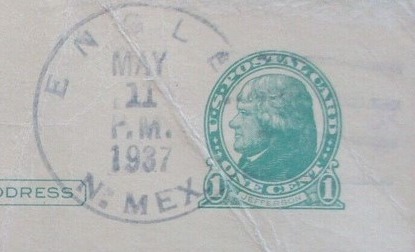 ENGLE
MAY
11
P.M.
1937
N. MEX
U.S. POSTAL CARD
1 ONE CENT 1
JEFFERSON
DDRESS